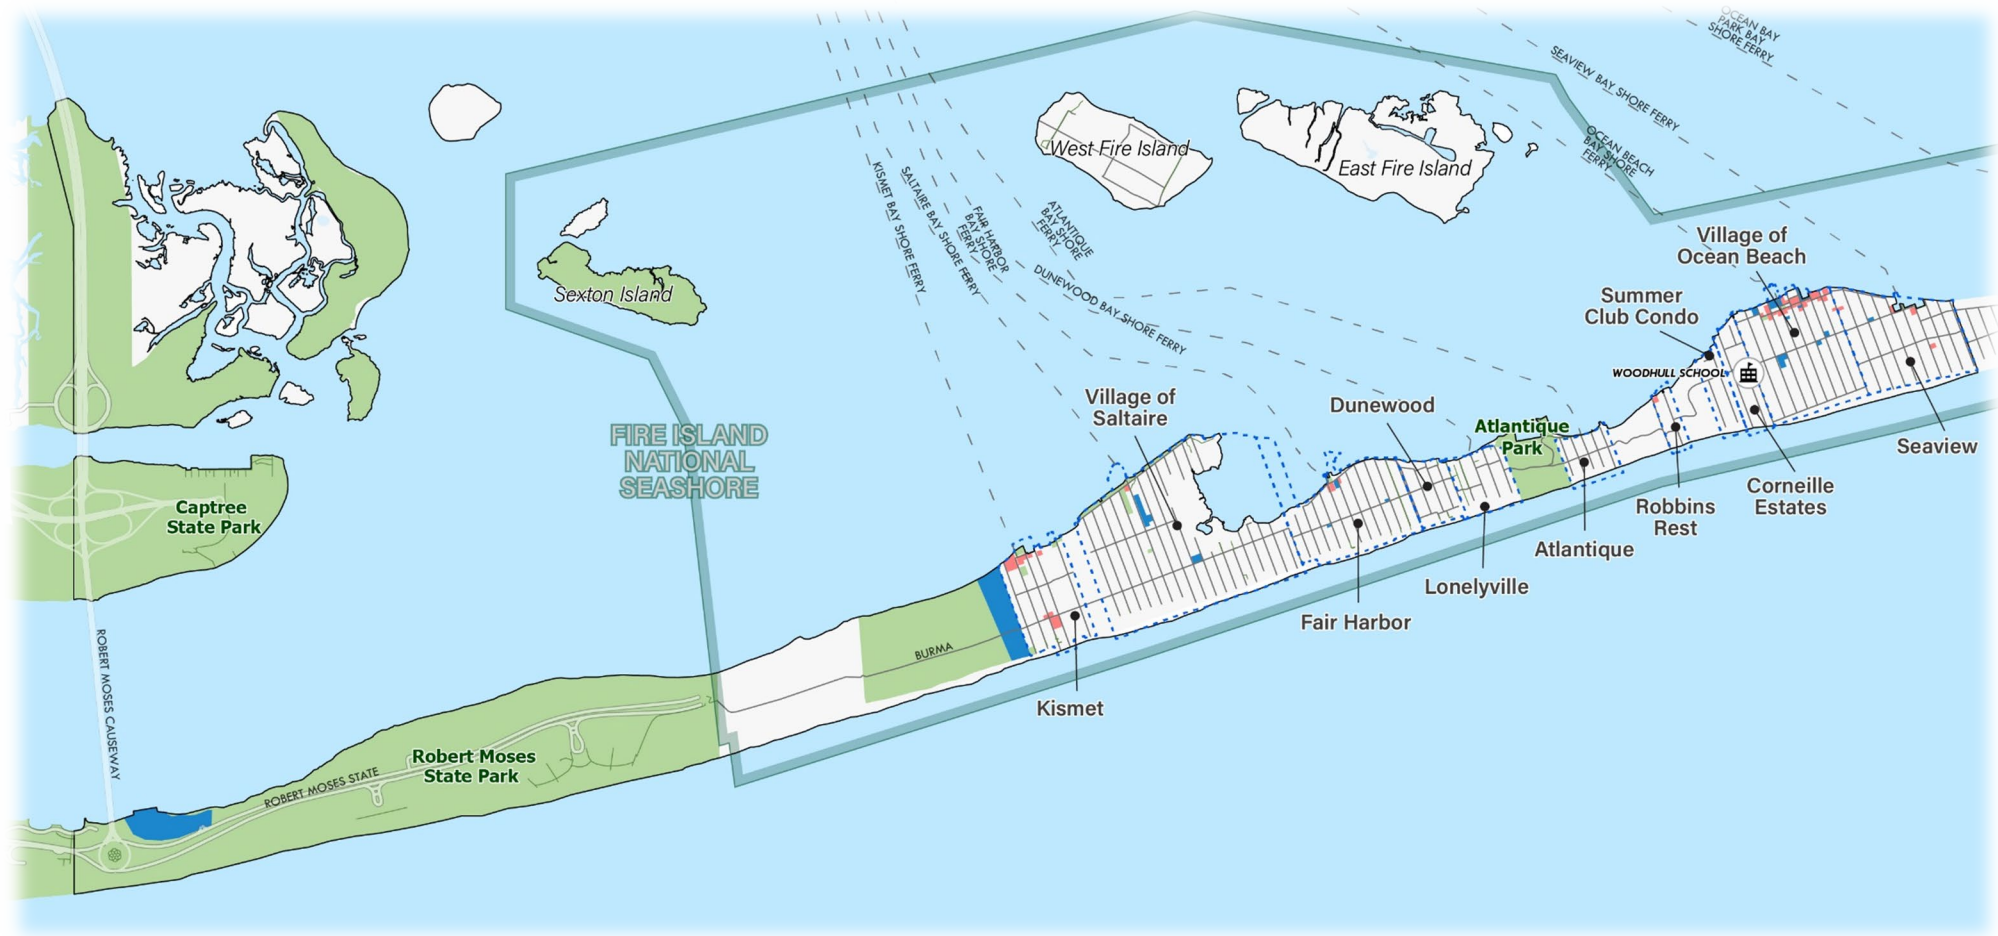 OCEAN BAY
PARK BAY
SHORE FERRY
SEAVIEW BAY SHORE FERRY
OCEAN BEACH
BAY SHORE
FERRY
West Fire Island
East Fire Island
KISMET BAY SHORE FERRY
SALTAIRE BAY SHORE FERRY
FAIR HARBOR
BAY SHORE
FERRY
ATLANTIQUE
BAY SHORE
FERRY
DUNEWOOD BAY SHORE FERRY
Sexton Island
Village of
Ocean Beach
Summer
Club Condo
WOODHULL SCHOOL
Village of
Saltaire
Dunewood
Atlantique
Park
Seaview
FIRE ISLAND
NATIONAL
SEASHORE
Captree
State Park
Corneille
Estates
Robbins
Rest
Atlantique
Lonelyville
Fair Harbor
BURMA
Kismet
ROBERT MOSES CAUSEWAY
Robert Moses
State Park
ROBERT MOSES STATE